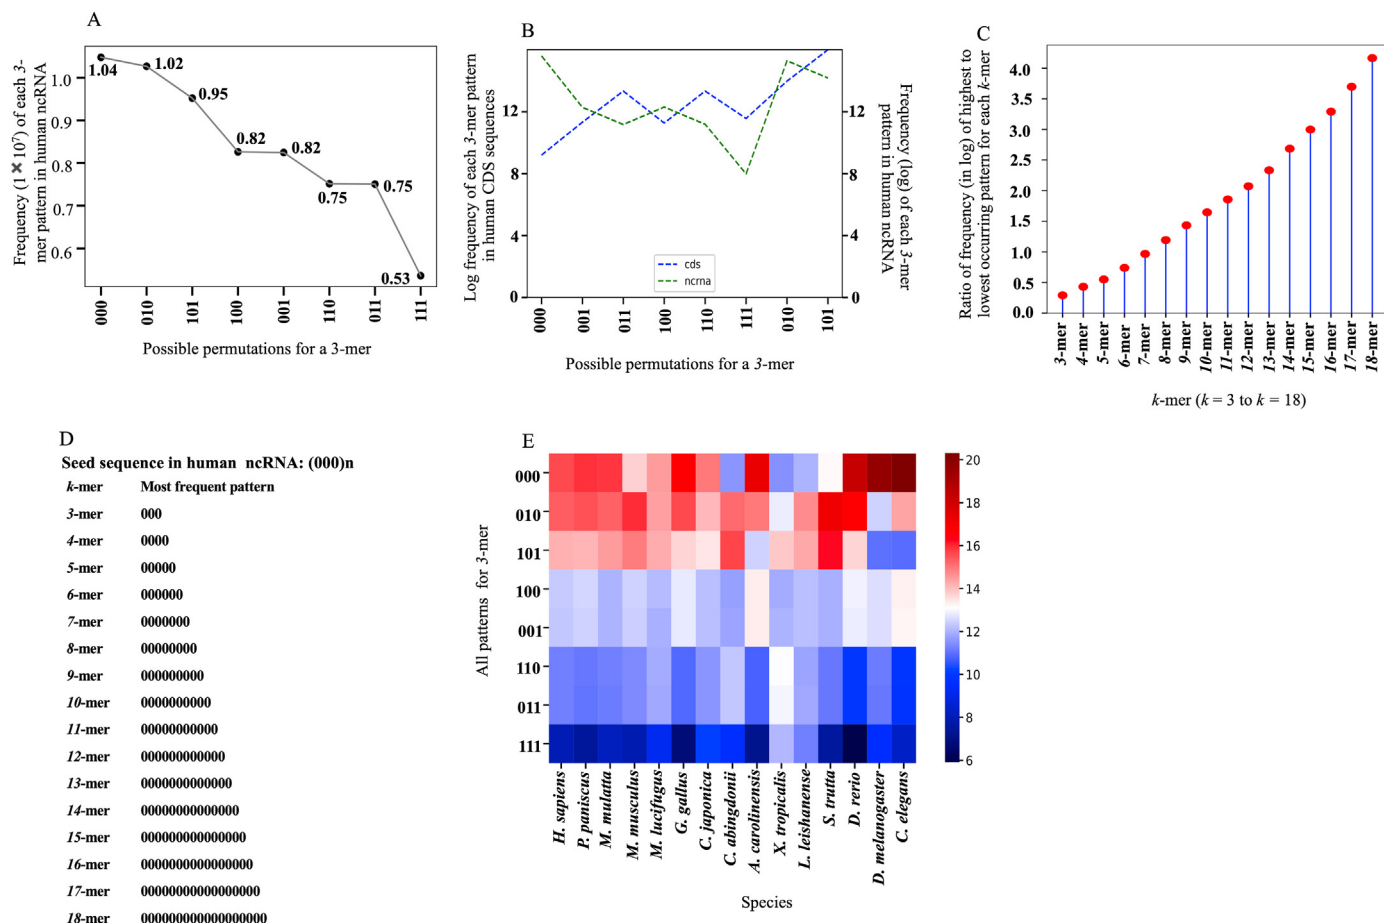 A
Frequency (1 × 10⁷) of each 3-
mer pattern in human ncRNA
1.0
0.9
0.8
0.7
0.6
1.04
1.02
0.95
0.82
0.82
0.75
0.75
0.53
000
010
101
100
001
110
011
111
Possible permutations for a 3-mer
B
Log frequency of each 3-mer pattern
in human CDS sequences
12
8
4
0
cds
ncrna
12
8
4
0
Frequency (log) of each 3-mer
pattern in human ncRNA
000
001
011
100
110
111
010
101
Possible permutations for a 3-mer
C
Ratio of frequency (in log) of highest to
lowest occurring pattern for each k-mer
4.0
3.5
3.0
2.5
2.0
1.5
1.0
0.5
0.0
3-mer
4-mer
5-mer
6-mer
7-mer
8-mer
9-mer
10-mer
11-mer
12-mer
13-mer
14-mer
15-mer
16-mer
17-mer
18-mer
k-mer (k = 3 to k = 18)
D
Seed sequence in human ncRNA: (000)n
k-mer Most frequent pattern
3-mer 000
4-mer 0000
5-mer 00000
6-mer 000000
7-mer 0000000
8-mer 00000000
9-mer 000000000
10-mer 0000000000
11-mer 00000000000
12-mer 000000000000
13-mer 0000000000000
14-mer 00000000000000
15-mer 000000000000000
16-mer 0000000000000000
17-mer 00000000000000000
18-mer 000000000000000000
E
All patterns for 3-mer
000
010
101
100
001
110
011
111
H. sapiens
P. paniscus
M. mulatta
M. musculus
M. lucifugus
G. gallus
C. japonica
C. abingdonii
A. carolinensis
X. tropicalis
L. leishanense
S. trutta
D. rerio
D. melanogaster
C. elegans
Species
20
18
16
14
12
10
8
6